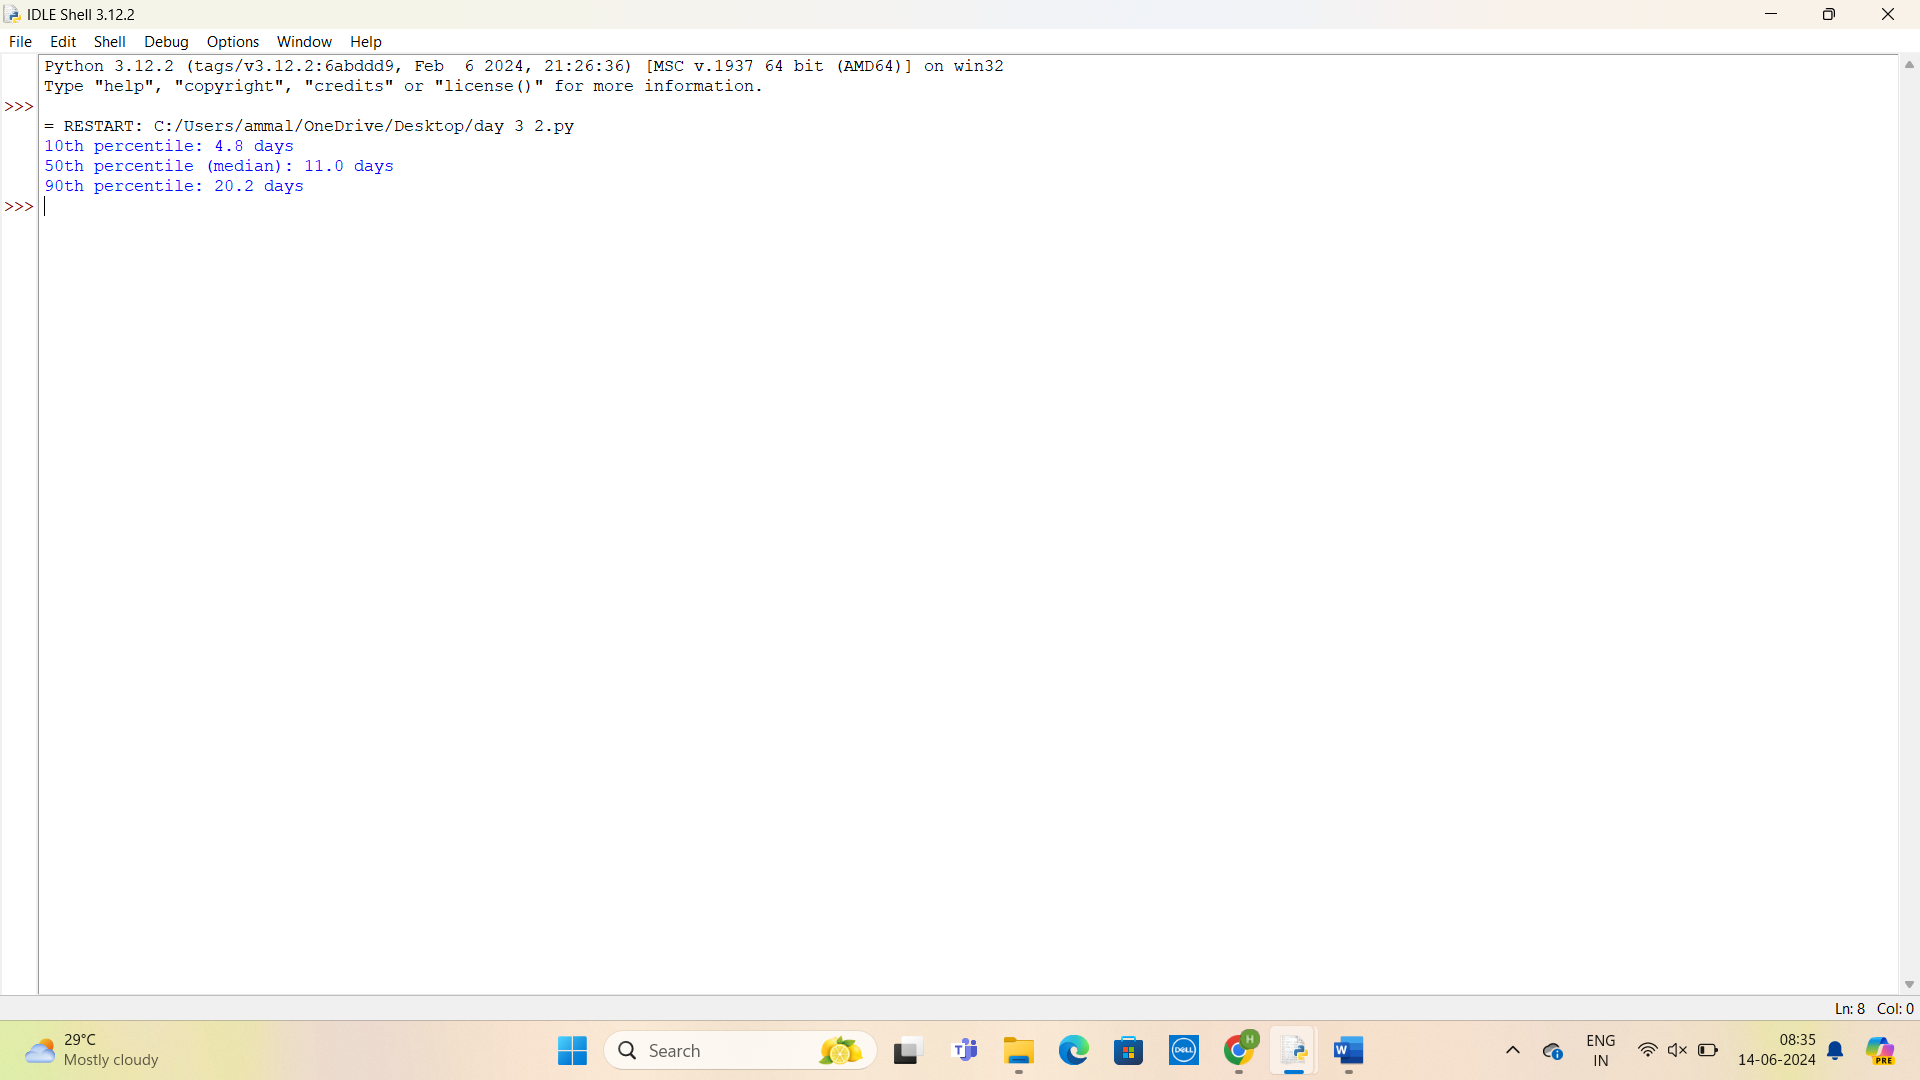 IDLE Shell 3.12.2
File Edit Shell Debug Options Window Help
Python 3.12.2 (tags/v3.12.2:6abddd9, Feb  6 2024, 21:26:36) [MSC v.1937 64 bit (AMD64)] on win32
Type "help", "copyright", "credits" or "license()" for more information.
>>>
= RESTART: C:/Users/ammal/OneDrive/Desktop/day 3 2.py
10th percentile: 4.8 days
50th percentile (median): 11.0 days
90th percentile: 20.2 days
>>>
Ln: 8 Col: 0
29°C
Mostly cloudy
Search
T
DELL
H
W
ENG
IN
08:35
14-06-2024
PRE